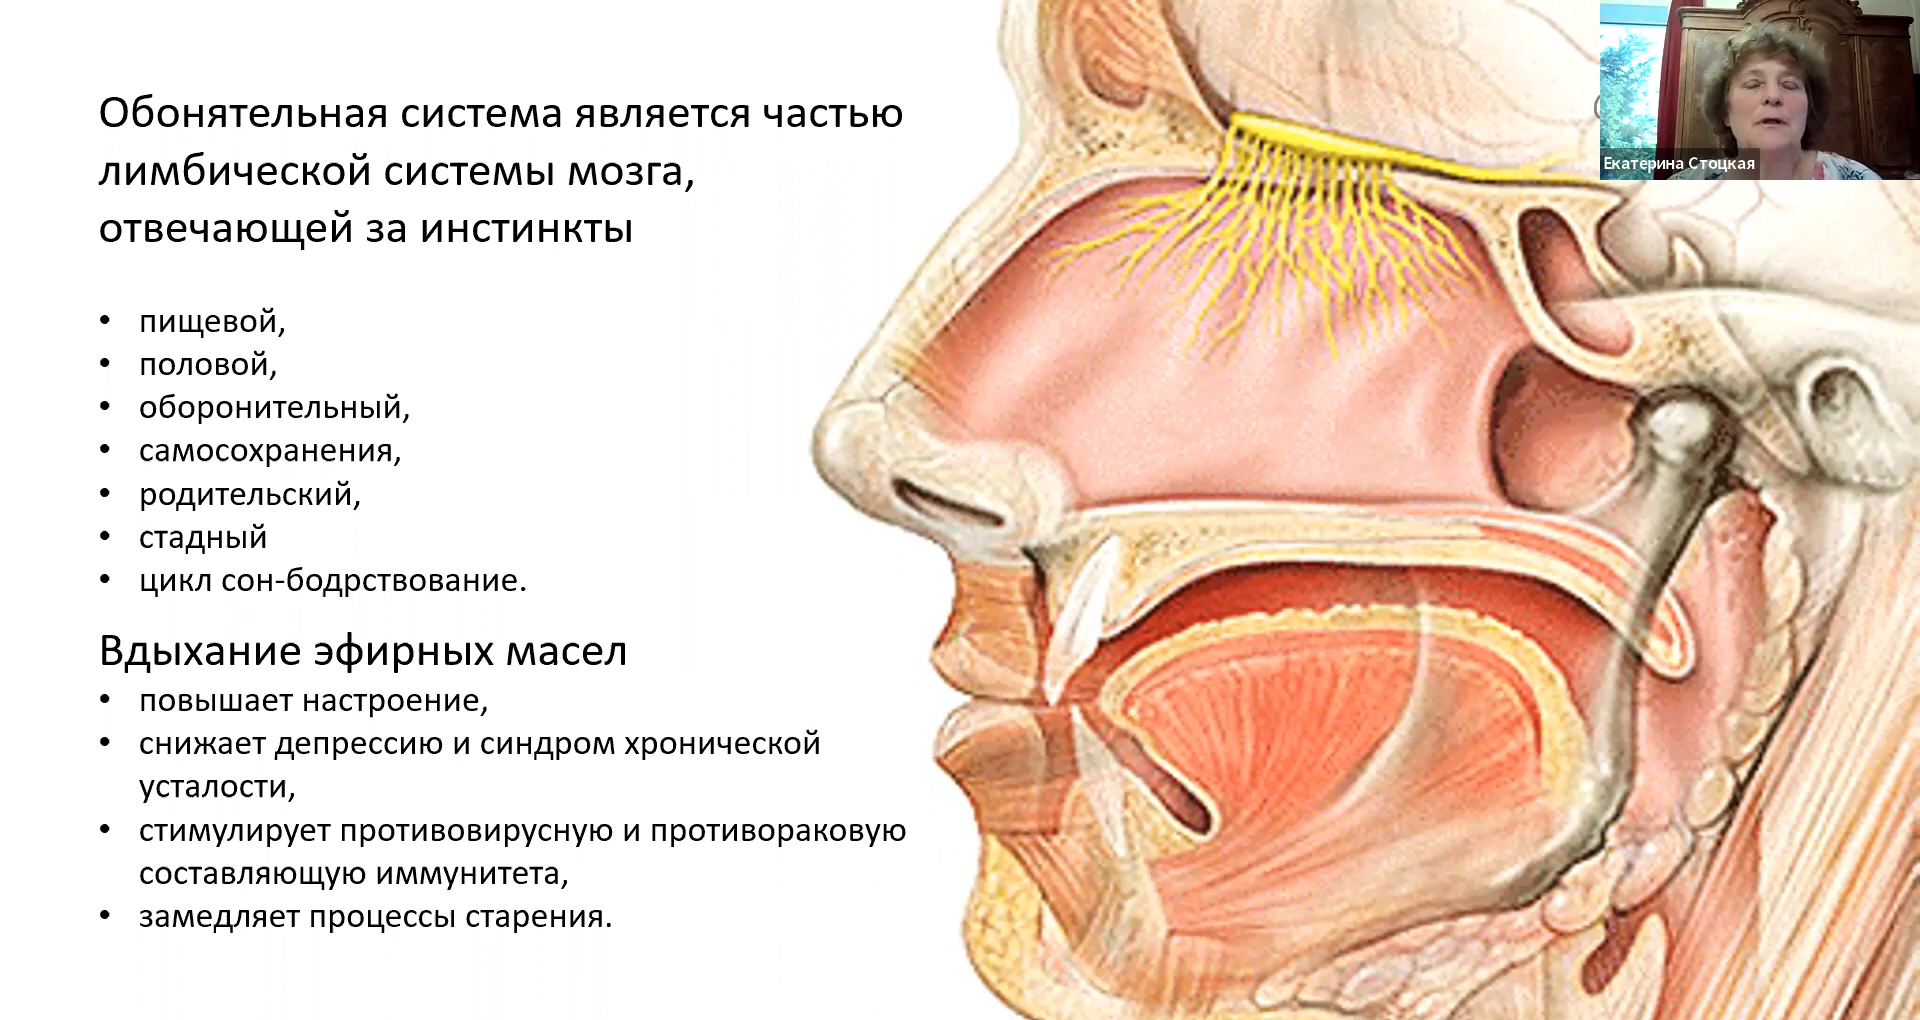 Обонятельная система является частью
лимбической системы мозга,
отвечающей за инстинкты
• пищевой,
• половой,
• оборонительный,
• самосохранения,
• родительский,
• стадный
• цикл сон-бодрствование.
Вдыхание эфирных масел
• повышает настроение,
• снижает депрессию и синдром хронической
усталости,
• стимулирует противовирусную и противораковую
составляющую иммунитета,
• замедляет процессы старения.
Екатерина Стоцкая